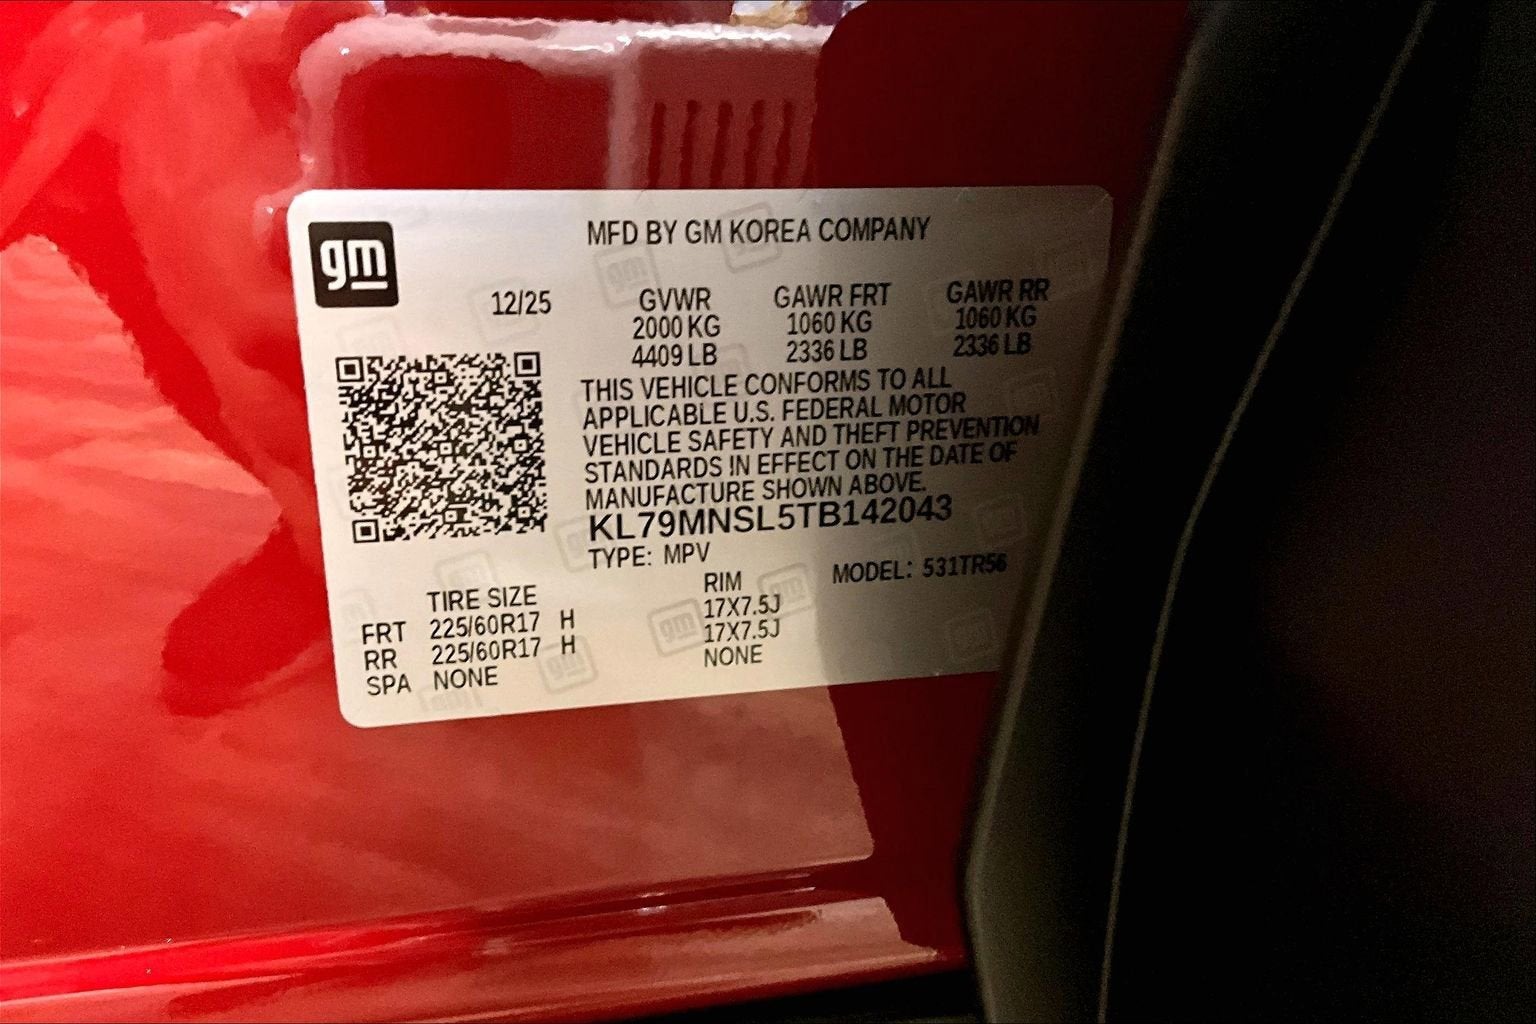 gm
MFD BY GM KOREA COMPANY
12/25
GVWR GAWR FRT GAWR RR
2000 KG 1060 KG 1060 KG
4409 LB 2336 LB 2336 LB
THIS VEHICLE CONFORMS TO ALL
APPLICABLE U.S. FEDERAL MOTOR
VEHICLE SAFETY AND THEFT PREVENTION
STANDARDS IN EFFECT ON THE DATE OF
MANUFACTURE SHOWN ABOVE.
KL79MNSL5TB142043
TYPE: MPV MODEL: 531TR56
TIRE SIZE RIM
FRT 225/60R17 H 17X7.5J
RR 225/60R17 H 17X7.5J
SPA NONE NONE